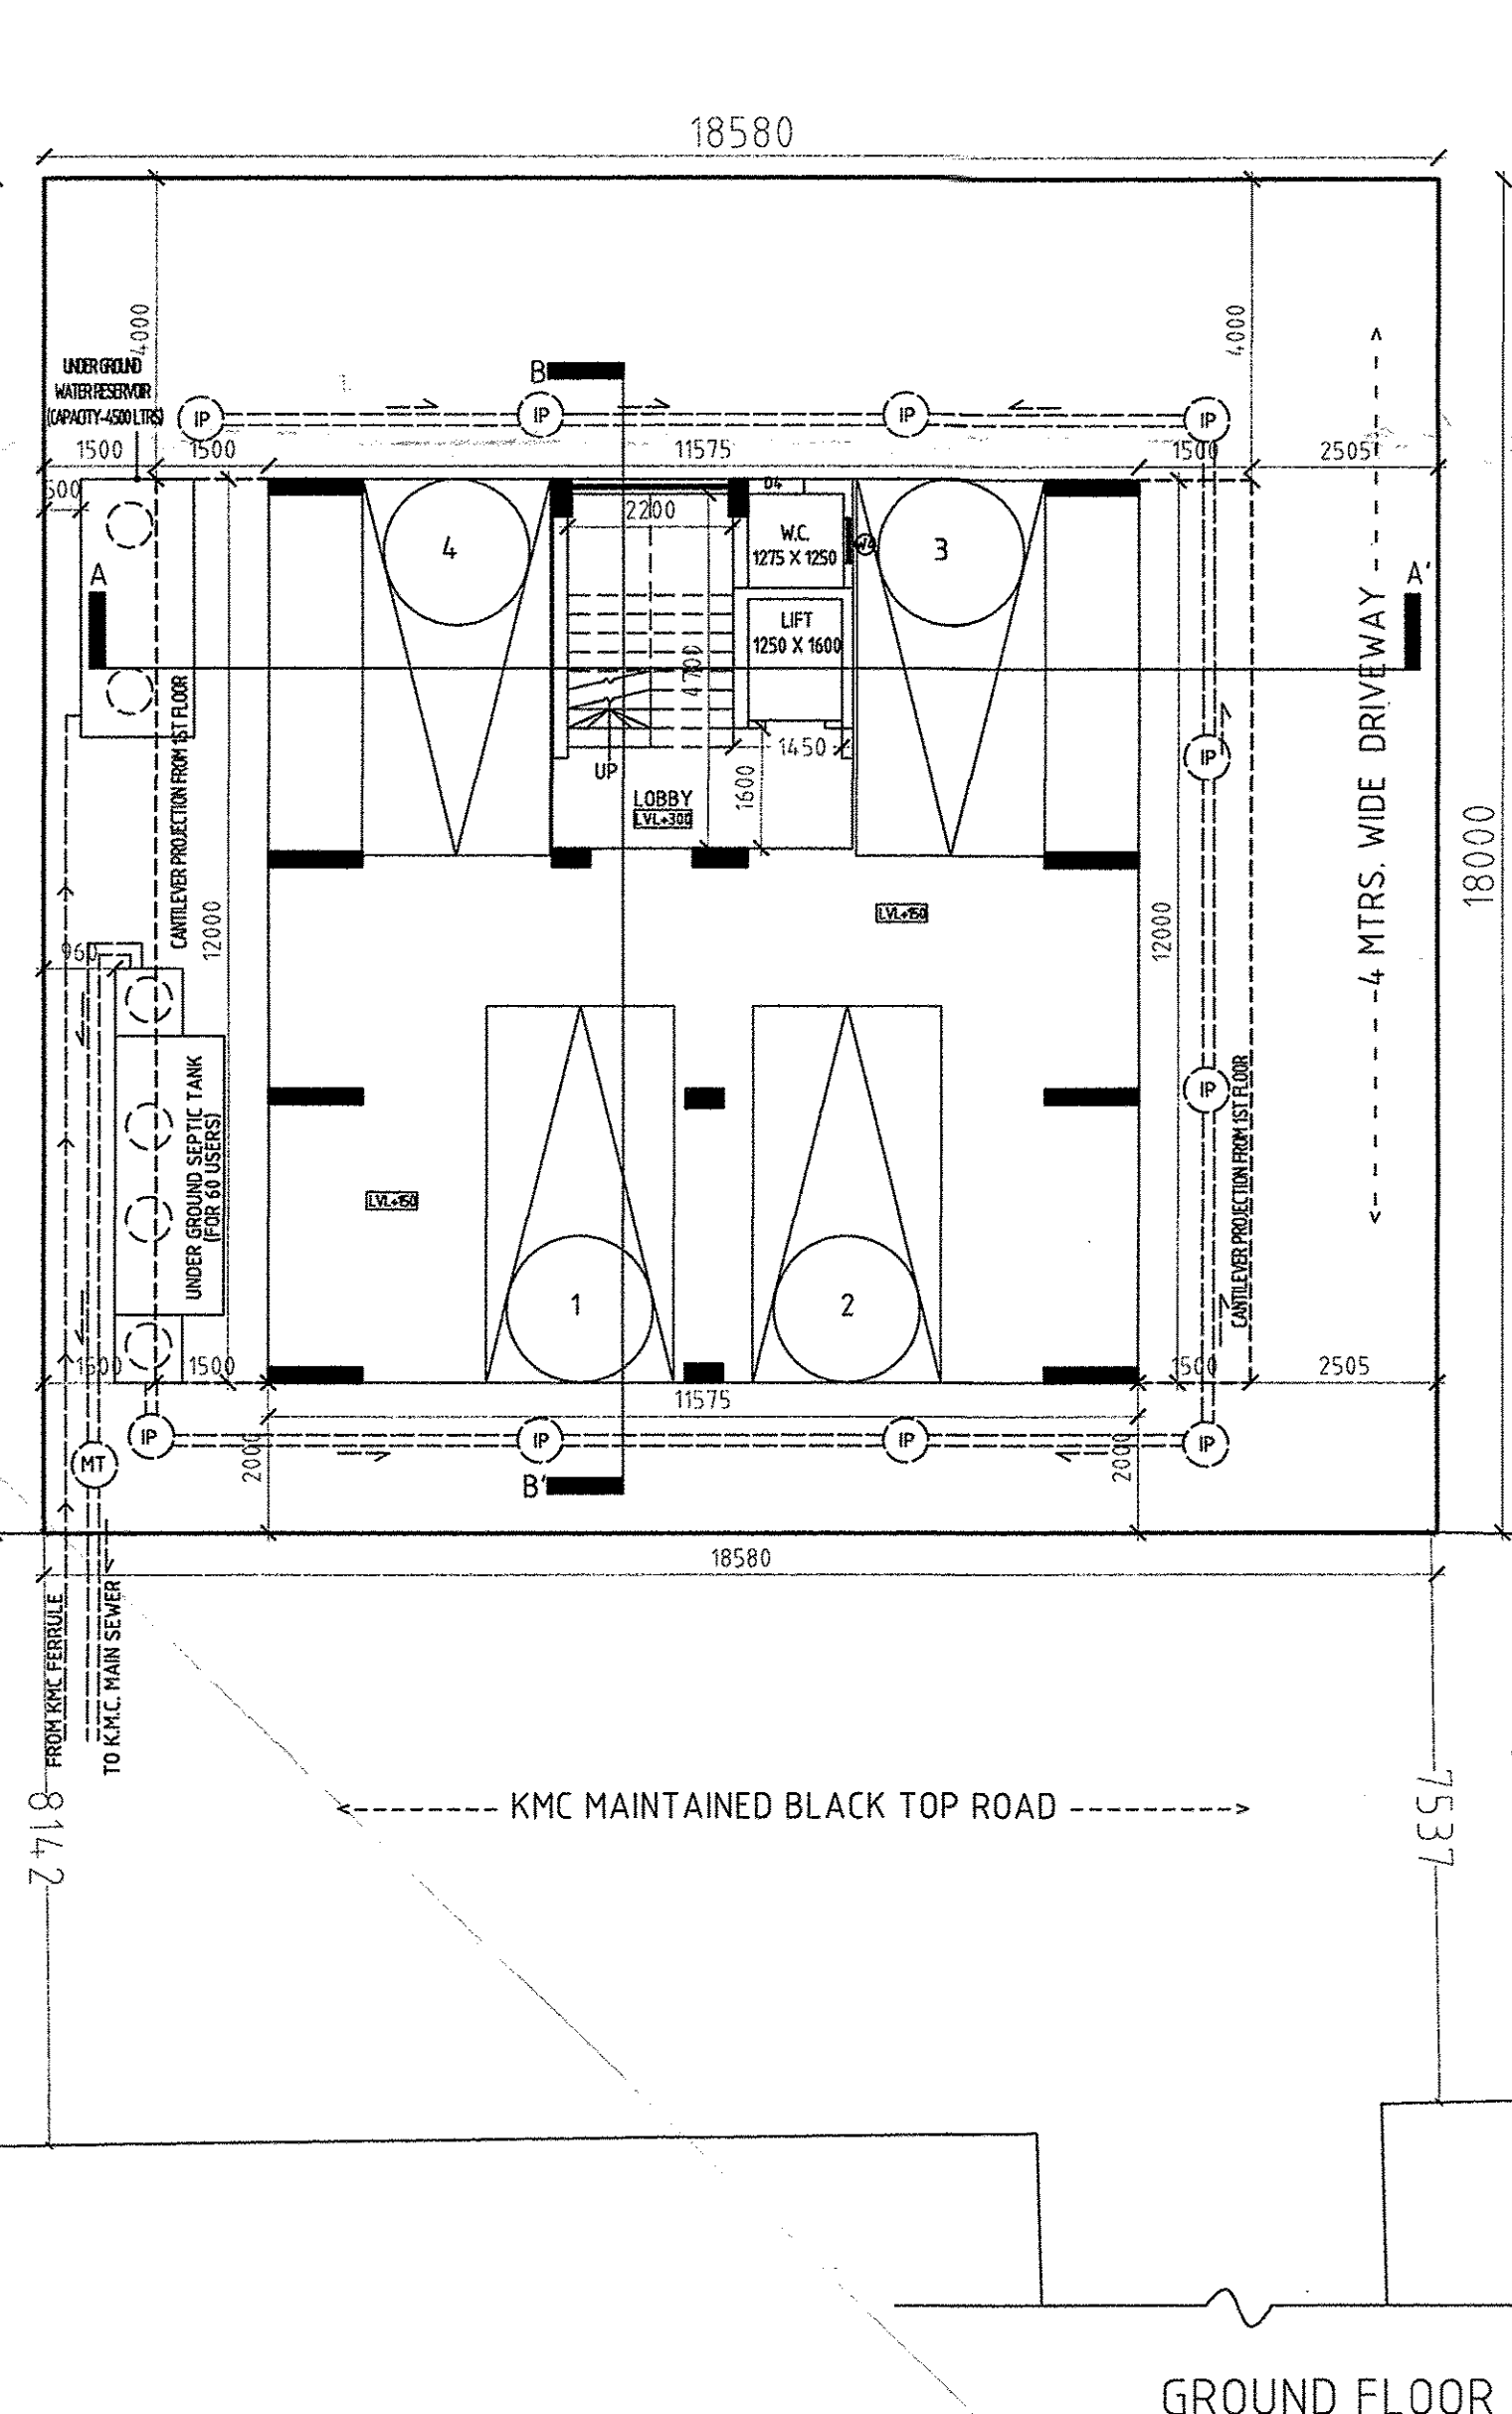 18580
4000
4000
UNDER GROUND
WATER RESERVOIR
(CAPACITY-4500 LTRS)
B
IP
IP
IP
IP
1500
1500
11575
1500
2505
500
D4
2200
4
W.C.
1275 X 1250
W4
3
A
A'
LIFT
1250 X 1600
4700
CANTILEVER PROJECTION FROM 1ST FLOOR
4 MTRS. WIDE DRIVEWAY
1450
IP
UP
1600
LOBBY
LVL+300
18000
LVL+150
12000
12000
960
IP
UNDER GROUND SEPTIC TANK
(FOR 60 USERS)
CANTILEVER PROJECTION FROM 1ST FLOOR
LVL+150
1
2
1500
1500
1500
2505
11575
IP
IP
IP
IP
MT
2000
2000
B'
18580
FROM KMC FERRULE
TO K.M.C. MAIN SEWER
8142
KMC MAINTAINED BLACK TOP ROAD
7537
GROUND FLOOR